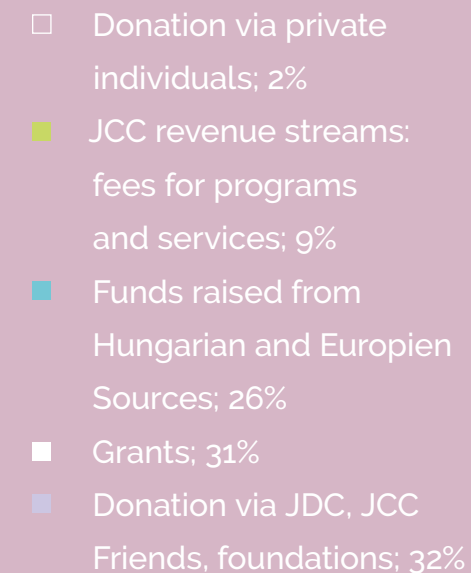 Donation via private
individuals; 2%
JCC revenue streams:
fees for programs
and services; 9%
Funds raised from
Hungarian and Europien
Sources; 26%
Grants; 31%
Donation via JDC, JCC
Friends, foundations; 32%